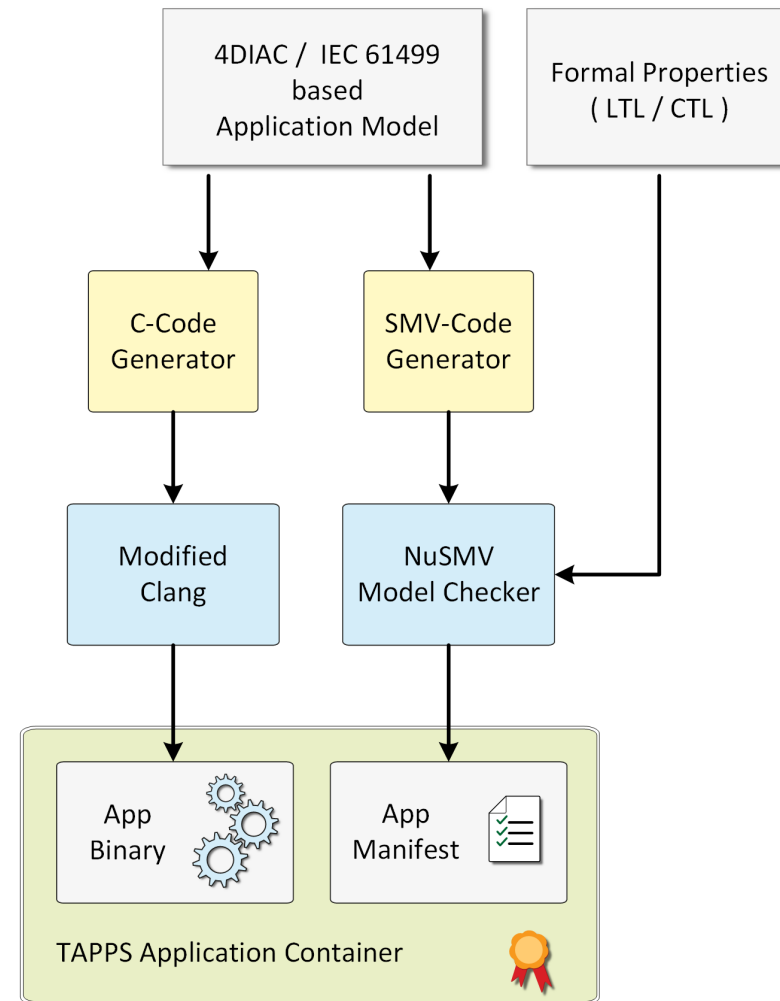 4DIAC / IEC 61499
based
Application Model
Formal Properties
( LTL / CTL )
C-Code
Generator
SMV-Code
Generator
Modified
Clang
NuSMV
Model Checker
App
Binary
App
Manifest
TAPPS Application Container